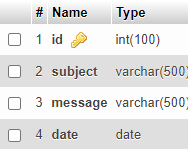 # Name Type
1 id int(100)
2 subject varchar(500)
3 message varchar(500)
4 date date